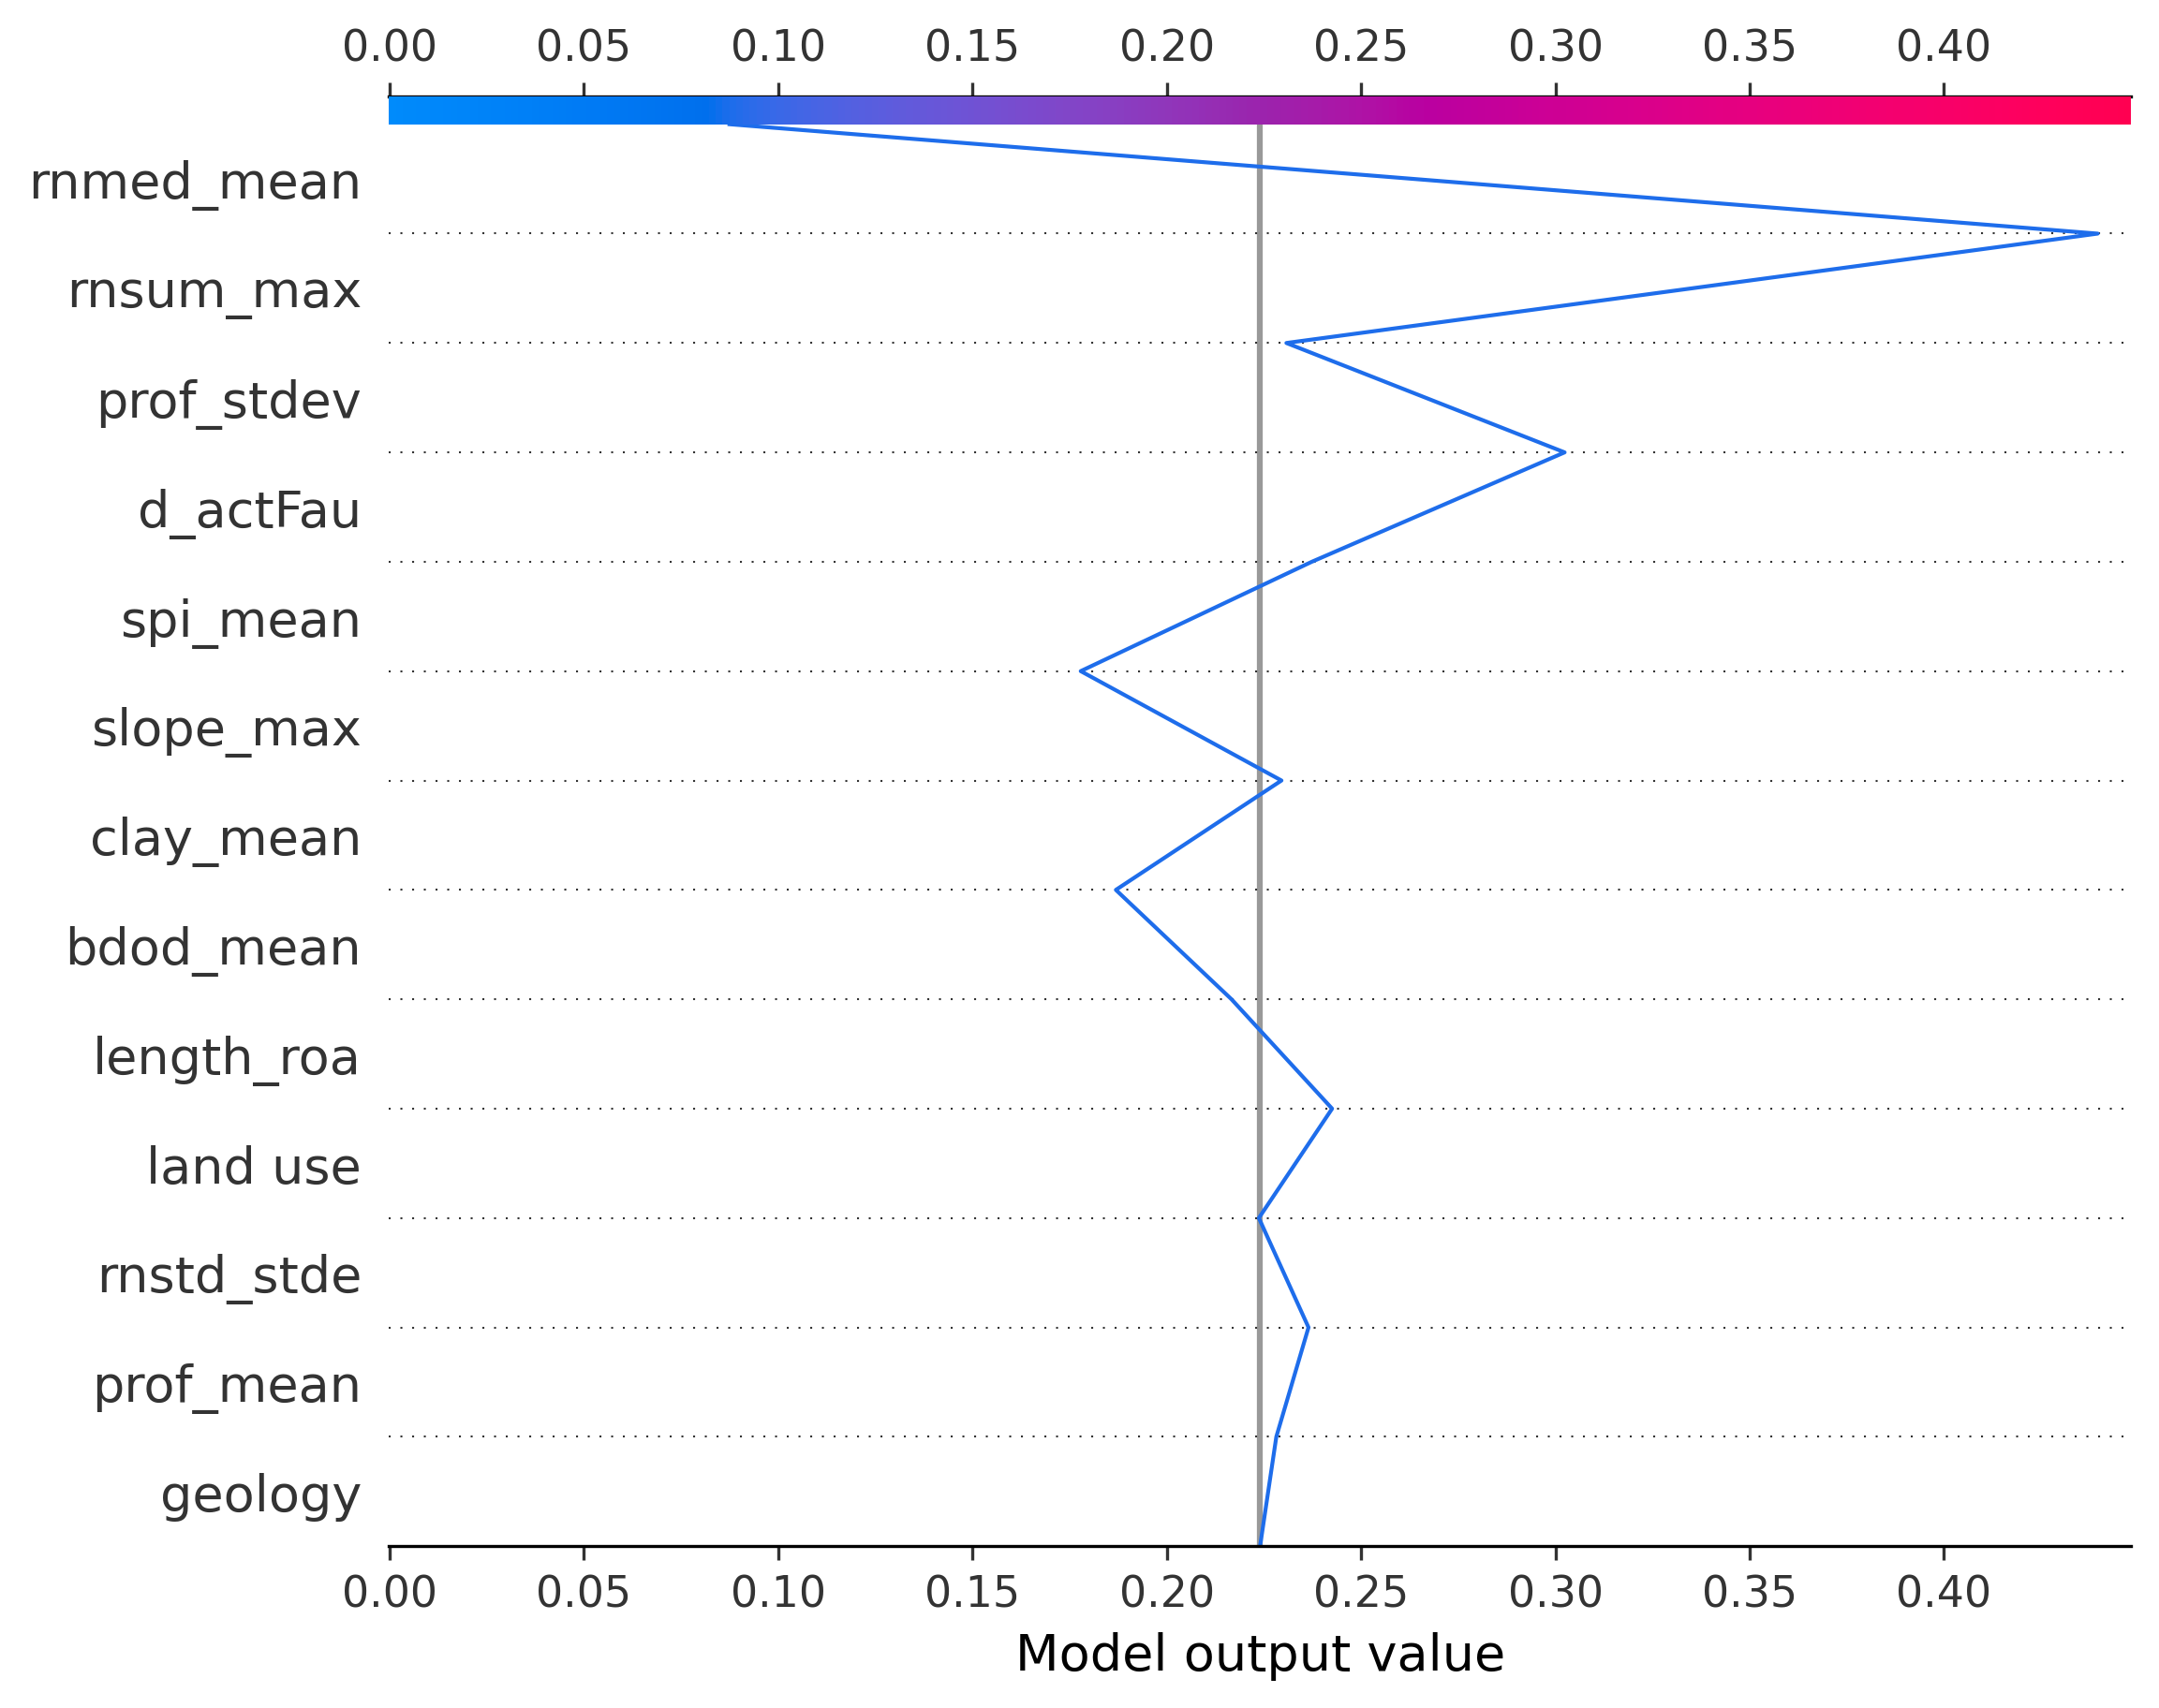 0.00 0.05 0.10 0.15 0.20 0.25 0.30 0.35 0.40
rnmed_mean
rnsum_max
prof_stdev
d_actFau
spi_mean
slope_max
clay_mean
bdod_mean
length_roa
land use
rnstd_stde
prof_mean
geology
0.00 0.05 0.10 0.15 0.20 0.25 0.30 0.35 0.40
Model output value